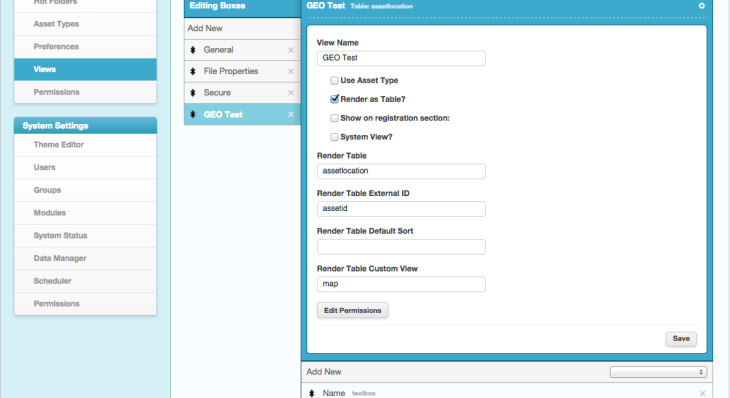 Hot Folders
Asset Types
Preferences
Views
Permissions
System Settings
Theme Editor
Users
Groups
Modules
System Status
Data Manager
Scheduler
Permissions
Editing Boxes
Add New
General
File Properties
Secure
GEO Test
GEO Test Table: assetlocation
View Name
GEO Test
Use Asset Type
Render as Table?
Show on registration section:
System View?
Render Table
assetlocation
Render Table External ID
assetid
Render Table Default Sort
Render Table Custom View
map
Edit Permissions
Save
Add New
Name textbox